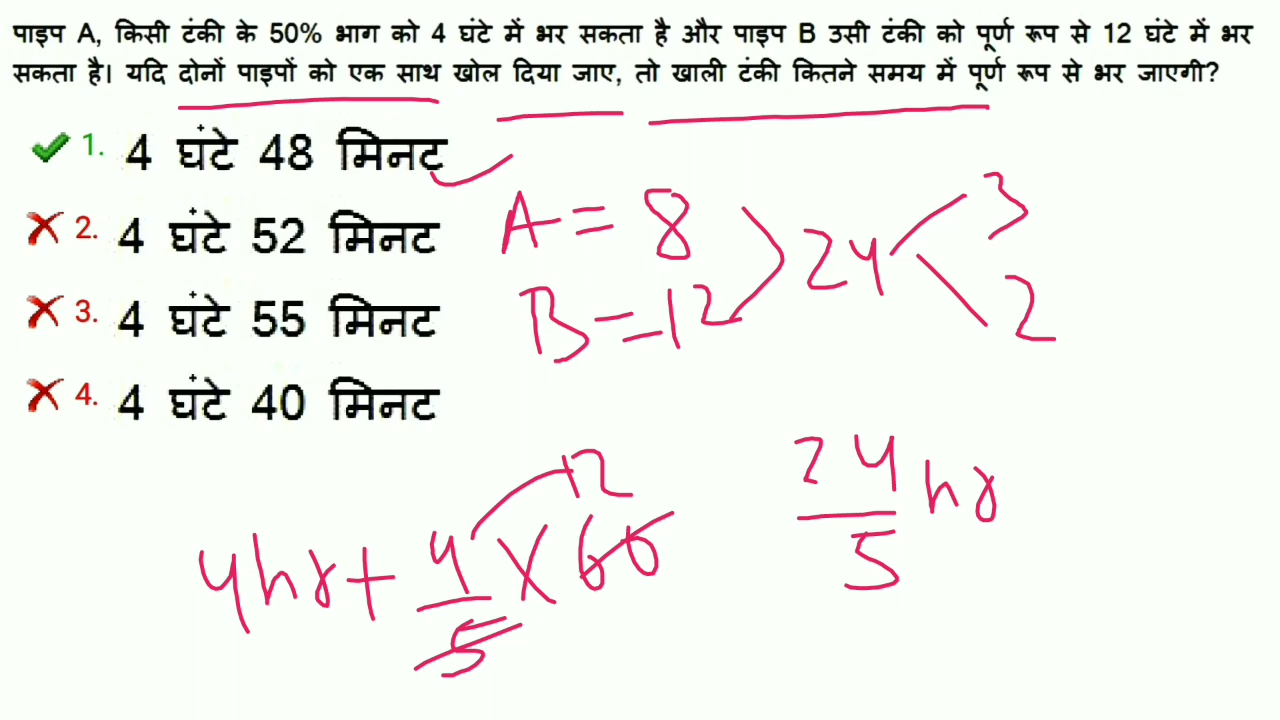 पाइप A, किसी टंकी के 50% भाग को 4 घंटे में भर सकता है और पाइप B उसी टंकी को पूर्ण रूप से 12 घंटे में भर
सकता है। यदि दोनों पाइपों को एक साथ खोल दिया जाए, तो खाली टंकी कितने समय में पूर्ण रूप से भर जाएगी?
1. 4 घंटे 48 मिनट
2. 4 घंटे 52 मिनट
3. 4 घंटे 55 मिनट
4. 4 घंटे 40 मिनट
A = 8
B = 12
24
3
2
24/5 hr
12
4hr + 4/5 × 60